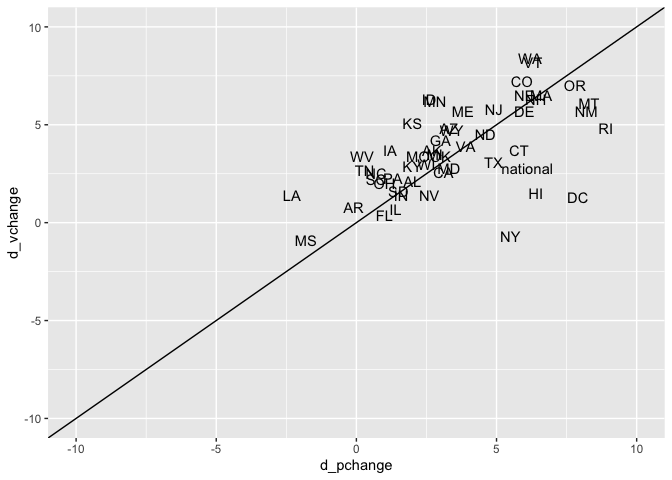 10
WA
VT
CO
OR
NE
NH
MA
MT
NM
ID
MN
ME
NJ
DE
KS
AZ
WY
RI
ND
GA
VA
IA
WV
CT
MO
AK
TX
national
KY
WI
MD
CA
TN
NC
SC
PA
OH
AL
SD
IN
NV
HI
DC
LA
AR
IL
FL
NY
MS
5
0
-5
-10
d_vchange
-10
-5
0
5
10
d_pchange